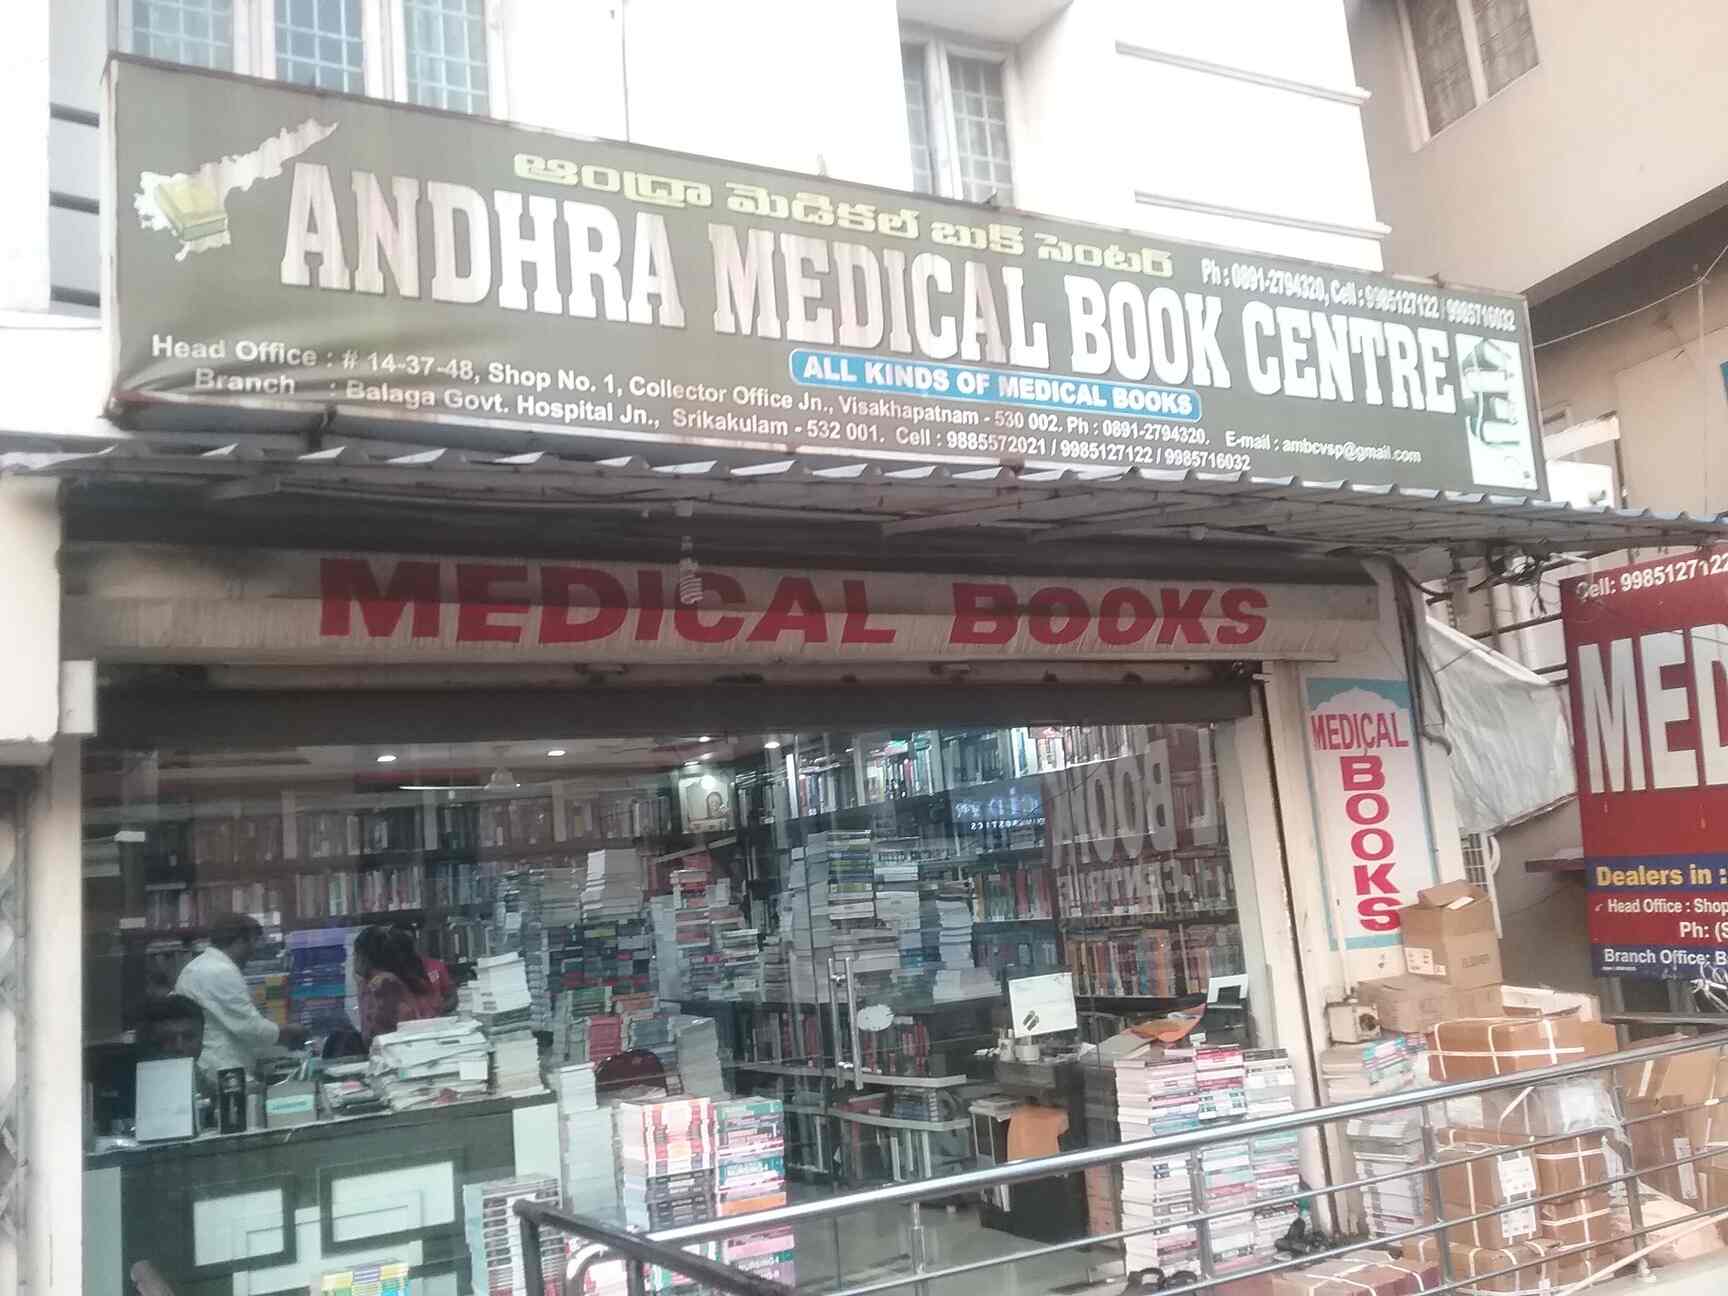 ఆంధ్రా మెడికల్ బుక్ సెంటర్
Ph : 0891-2794320, Cell : 9985127122 / 9985716032
ANDHRA MEDICAL BOOK CENTRE
ALL KINDS OF MEDICAL BOOKS
Head Office : # 14-37-48, Shop No. 1, Collector Office Jn., Visakhapatnam - 530 002. Ph : 0891-2794320. E-mail : ambcvsp@gmail.com
Branch : Balaga Govt. Hospital Jn., Srikakulam - 532 001. Cell : 9885572021 / 9985127122 / 9985716032
MEDICAL BOOKS
MEDICAL
BOOKS
Cell: 9985127122
MED
Dealers in :
Head Office : Shop
Ph: (
Branch Office: B